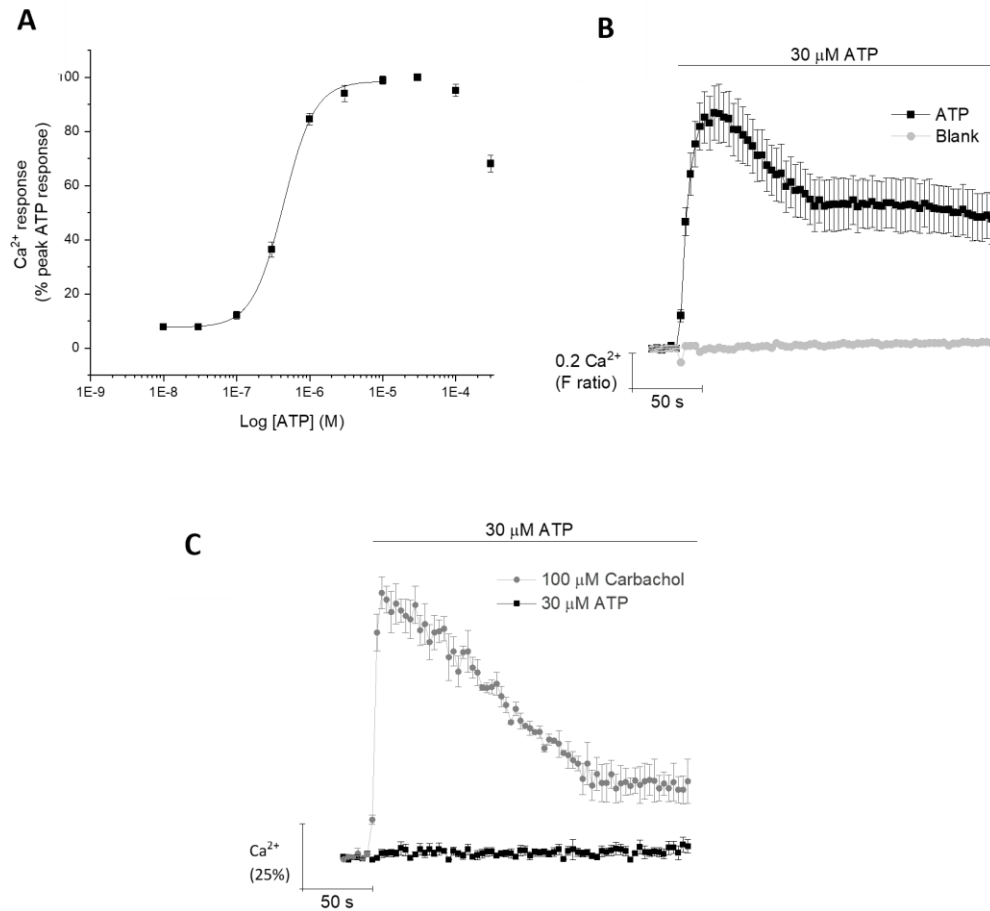 A
Ca²⁺ response
(% peak ATP response)
100
80
60
40
20
0
1E-9
1E-8
1E-7
1E-6
1E-5
1E-4
Log [ATP] (M)
B
30 μM ATP
ATP
Blank
0.2 Ca²⁺
(F ratio)
50 s
C
30 μM ATP
100 μM Carbachol
30 μM ATP
Ca²⁺
(25%)
50 s